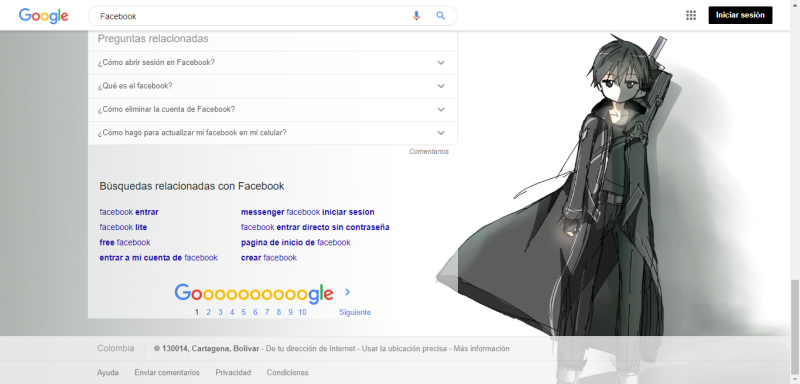 Google
Facebook
Iniciar sesión
Preguntas relacionadas
¿Cómo abrir sesión en Facebook?
¿Qué es el facebook?
¿Cómo eliminar la cuenta de Facebook?
¿Cómo hago para actualizar mi facebook en mi celular?
Comentarios
Búsquedas relacionadas con Facebook
facebook entrar
messenger facebook iniciar sesion
facebook lite
facebook entrar directo sin contraseña
free facebook
pagina de inicio de facebook
entrar a mi cuenta de facebook
crear facebook
Goooooooooogle
1 2 3 4 5 6 7 8 9 10 Siguiente
Colombia 130014, Cartagena, Bolívar - De tu dirección de Internet - Usar la ubicación precisa - Más información
Ayuda Enviar comentarios Privacidad Condiciones